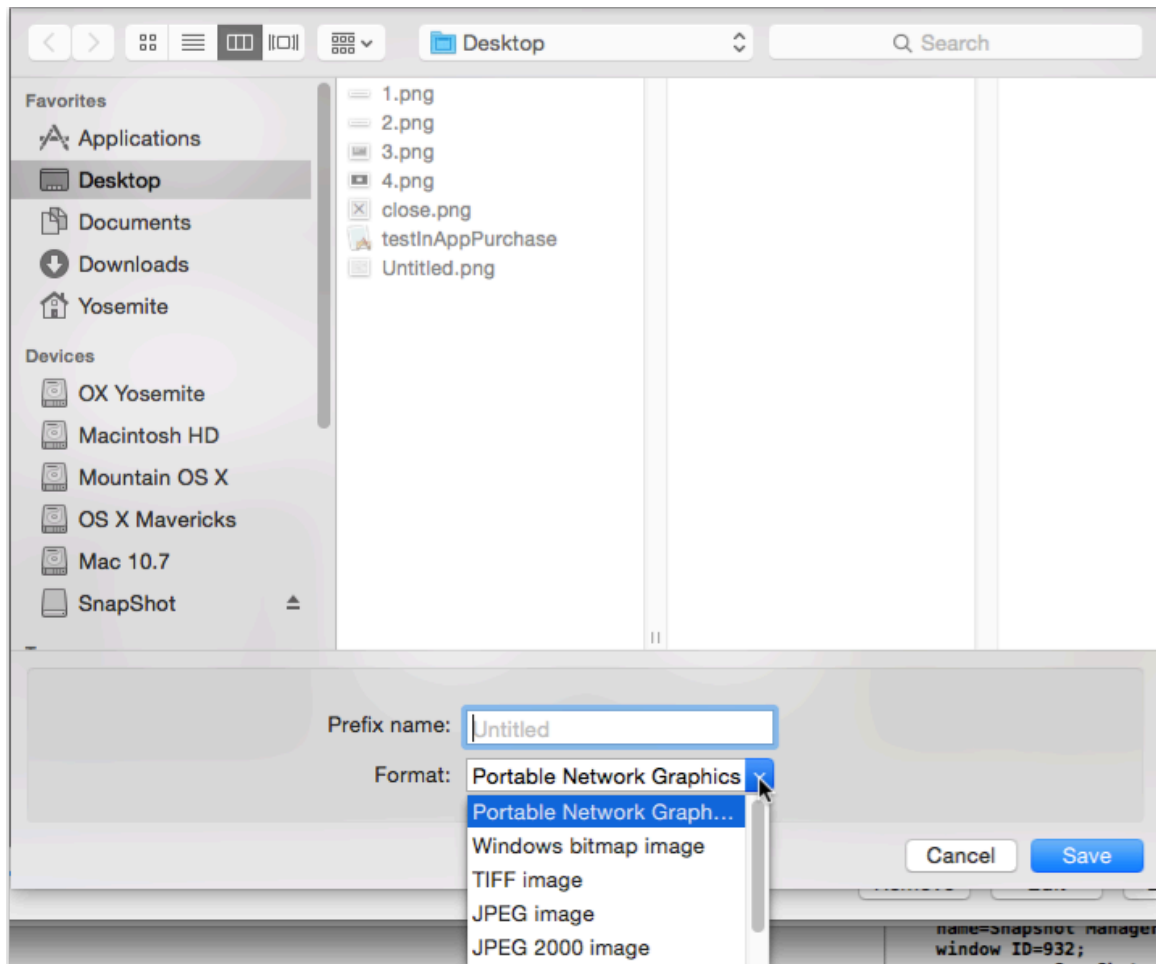 Desktop
Search
Favorites
Applications
Desktop
Documents
Downloads
Yosemite
Devices
OX Yosemite
Macintosh HD
Mountain OS X
OS X Mavericks
Mac 10.7
SnapShot
1.png
2.png
3.png
4.png
close.png
testInAppPurchase
Untitled.png
Prefix name: Untitled
Format: Portable Network Graphics
Portable Network Graph...
Windows bitmap image
TIFF image
JPEG image
JPEG 2000 image
Cancel Save
name=Snapshot Manager
window ID=932;